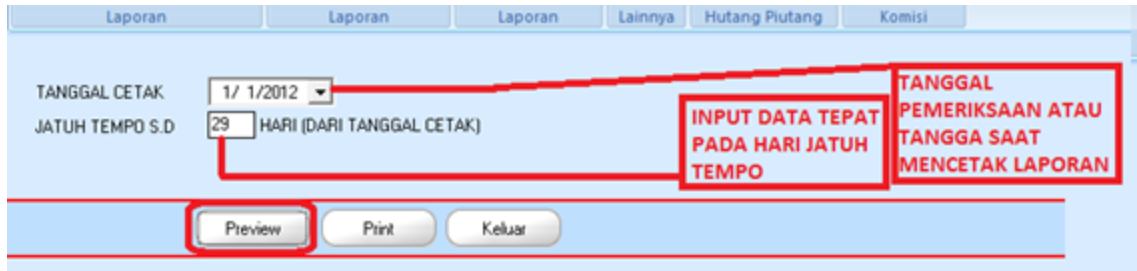 Laporan Laporan Laporan Lainnya Hutang Piutang Komisi
TANGGAL CETAK 1/ 1/2012
JATUH TEMPO S.D 29 HARI (DARI TANGGAL CETAK)
INPUT DATA TEPAT
PADA HARI JATUH
TEMPO
TANGGAL
PEMERIKSAAN ATAU
TANGGA SAAT
MENCETAK LAPORAN
Preview Print Keluar